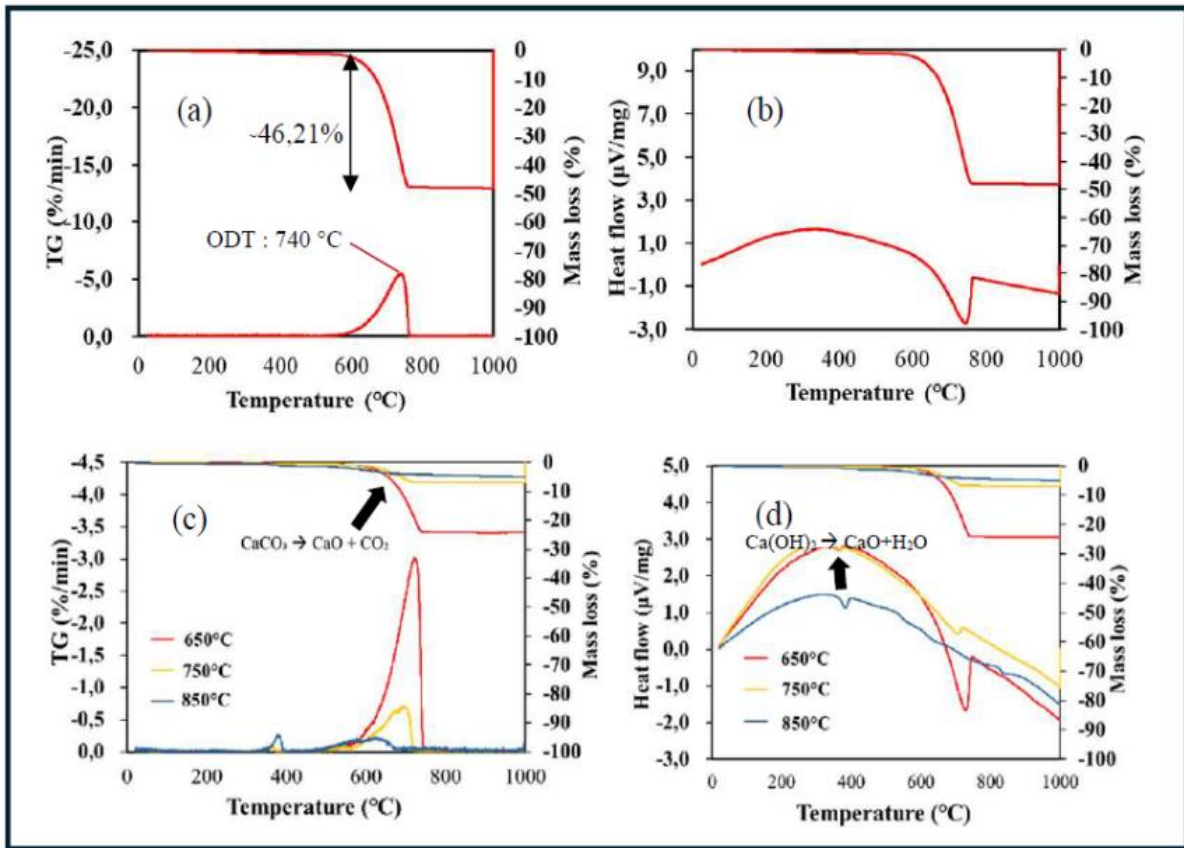 -25,0
-20,0
-15,0
-10,0
-5,0
0,0
TG (%/min)
0
-10
-20
-30
-40
-50
-60
-70
-80
-90
-100
Mass loss (%)
(a)
~46,21%
ODT : 740 °C
0 200 400 600 800 1000
Temperature (°C)
9,0
7,0
5,0
3,0
1,0
-1,0
-3,0
Heat flow (µV/mg)
0
-10
-20
-30
-40
-50
-60
-70
-80
-90
-100
Mass loss (%)
(b)
0 200 400 600 800 1000
Temperature (°C)
-4,5
-4,0
-3,5
-3,0
-2,5
-2,0
-1,5
-1,0
-0,5
0,0
TG (%/min)
0
-10
-20
-30
-40
-50
-60
-70
-80
-90
-100
Mass loss (%)
(c)
CaCO₃ → CaO + CO₂
650°C
750°C
850°C
0 200 400 600 800 1000
Temperature (°C)
5,0
4,0
3,0
2,0
1,0
0,0
-1,0
-2,0
-3,0
Heat flow (µV/mg)
0
-10
-20
-30
-40
-50
-60
-70
-80
-90
-100
Mass loss (%)
(d)
Ca(OH)₂ → CaO+H₂O
650°C
750°C
850°C
0 200 400 600 800 1000
Temperature (°C)